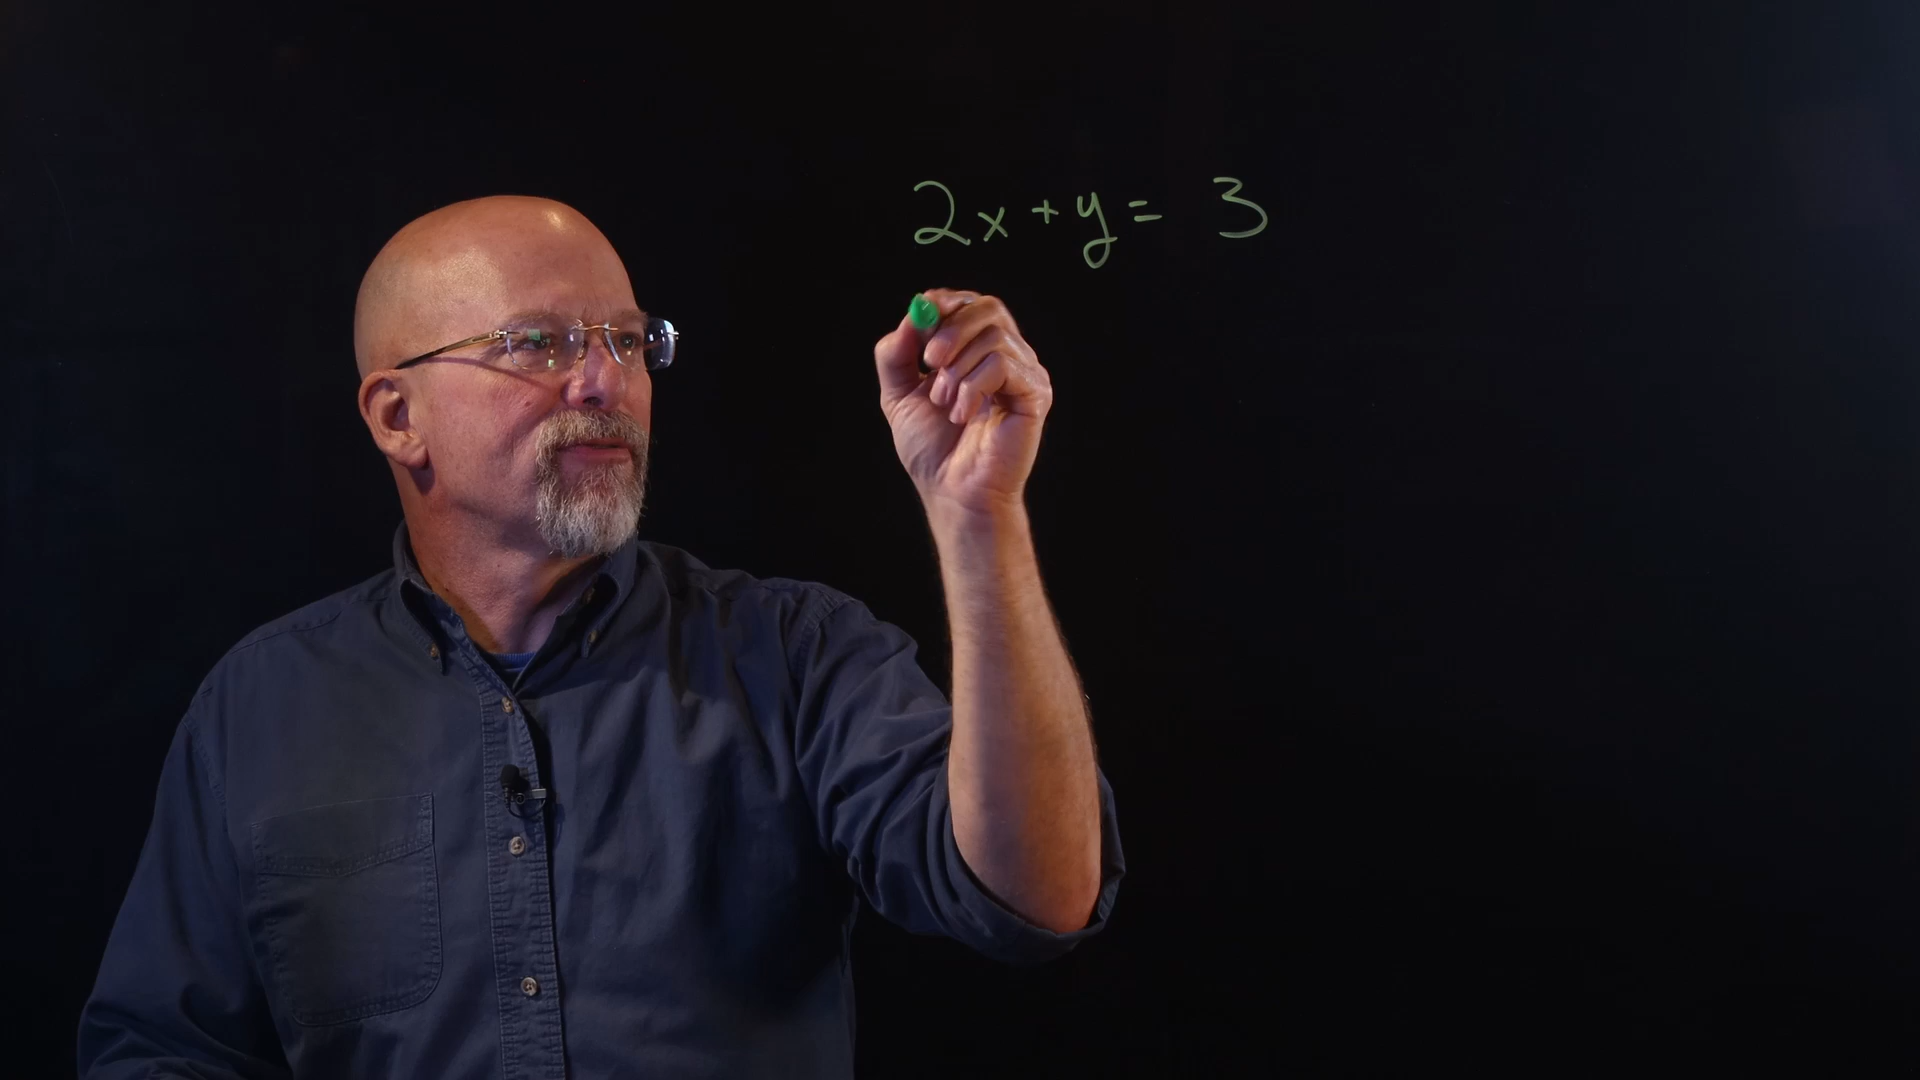 2x + y = 3